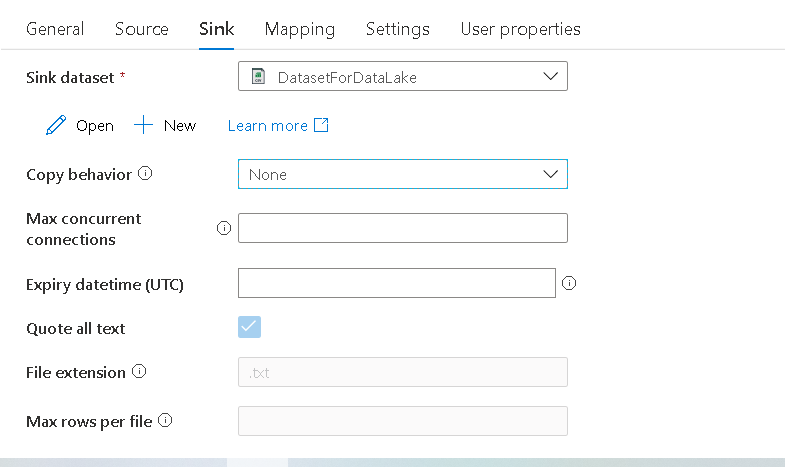 General Source Sink Mapping Settings User properties
Sink dataset * DatasetForDataLake
Open New Learn more
Copy behavior None
Max concurrent
connections
Expiry datetime (UTC)
Quote all text
File extension .txt
Max rows per file